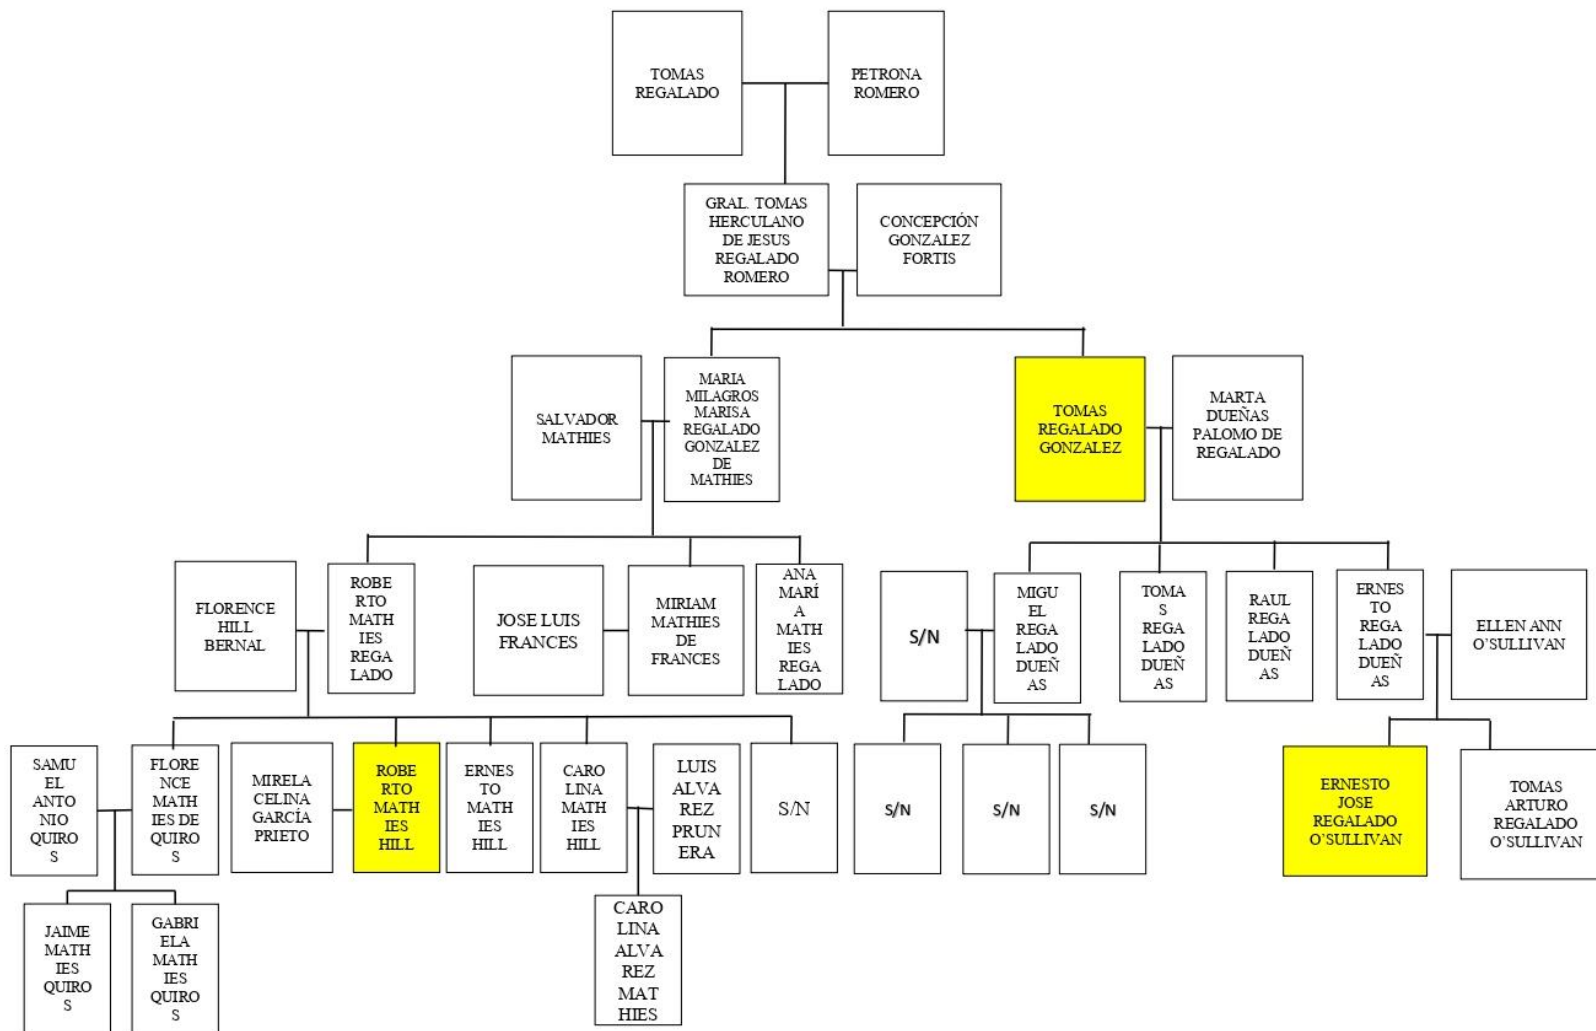 TOMAS
REGALADO
PETRONA
ROMERO
GRAL. TOMAS
HERCULANO
DE JESUS
REGALADO
ROMERO
CONCEPCIÓN
GONZALEZ
FORTIS
SALVADOR
MATHIES
MARIA
MILAGROS
MARISA
REGALADO
GONZALEZ
DE
MATHIES
TOMAS
REGALADO
GONZALEZ
MARTA
DUEÑAS
PALOMO DE
REGALADO
FLORENCE
HILL
BERNAL
ROBE
RTO
MATH
IES
REGA
LADO
JOSE LUIS
FRANCES
MIRIAM
MATHIES
DE
FRANCES
ANA
MARÍ
A
MATH
IES
REGA
LADO
S/N
MIGU
EL
REGA
LADO
DUEÑ
AS
TOMA
S
REGA
LADO
DUEÑ
AS
RAUL
REGA
LADO
DUEÑ
AS
ERNES
TO
REGA
LADO
DUEÑ
AS
ELLEN ANN
O’SULLIVAN
SAMU
EL
ANTO
NIO
QUIRO
S
FLORE
NCE
MATH
IES DE
QUIRO
S
MIRELA
CELINA
GARCÍA
PRIETO
ROBE
RTO
MATH
IES
HILL
ERNES
TO
MATH
IES
HILL
CARO
LINA
MATH
IES
HILL
LUIS
ALVA
REZ
PRUN
ERA
S/N
S/N
S/N
S/N
ERNESTO
JOSE
REGALADO
O’SULLIVAN
TOMAS
ARTURO
REGALADO
O’SULLIVAN
JAIME
MATH
IES
QUIRO
S
GABRI
ELA
MATH
IES
QUIRO
S
CARO
LINA
ALVA
REZ
MAT
HIES